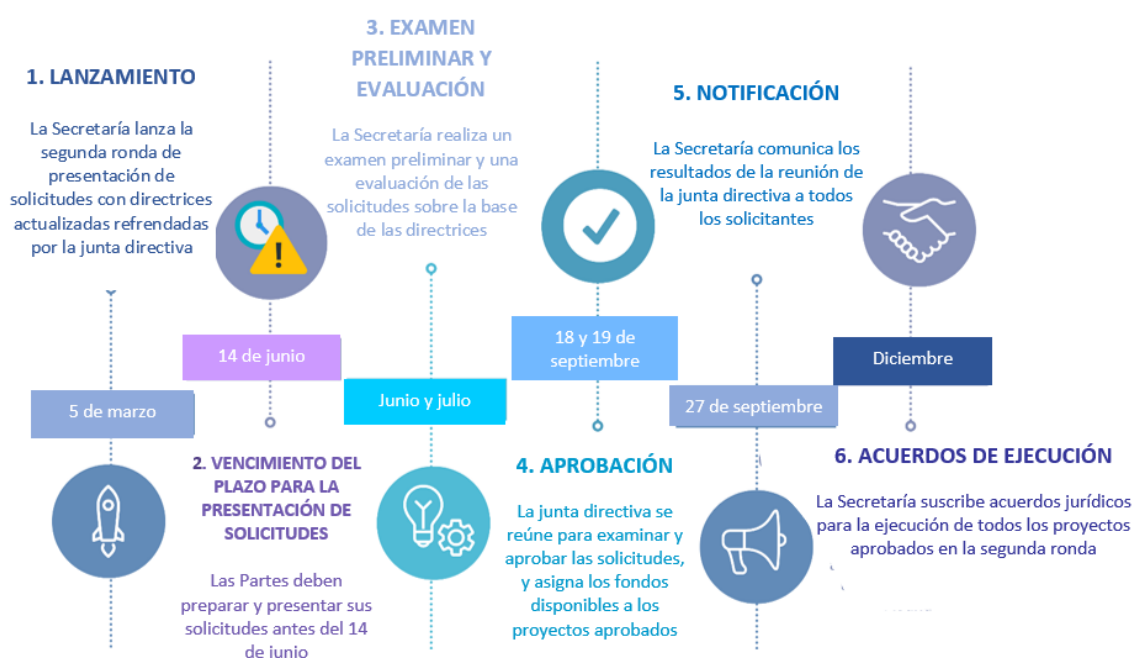 1. LANZAMIENTO
La Secretaría lanza la
segunda ronda de
presentación de
solicitudes con directrices
actualizadas refrendadas
por la junta directiva
5 de marzo
14 de junio
2. VENCIMIENTO DEL
PLAZO PARA LA
PRESENTACIÓN DE
SOLICITUDES
Las Partes deben
preparar y presentar sus
solicitudes antes del 14
de junio
3. EXAMEN
PRELIMINAR Y
EVALUACIÓN
La Secretaría realiza un
examen preliminar y una
evaluación de las
solicitudes sobre la base
de las directrices
Junio y julio
18 y 19 de
septiembre
4. APROBACIÓN
La junta directiva se
reúne para examinar y
aprobar las solicitudes,
y asigna los fondos
disponibles a los
proyectos aprobados
5. NOTIFICACIÓN
La Secretaría comunica los
resultados de la reunión de
la junta directiva a todos
los solicitantes
27 de septiembre
Diciembre
6. ACUERDOS DE EJECUCIÓN
La Secretaría suscribe acuerdos jurídicos
para la ejecución de todos los proyectos
aprobados en la segunda ronda